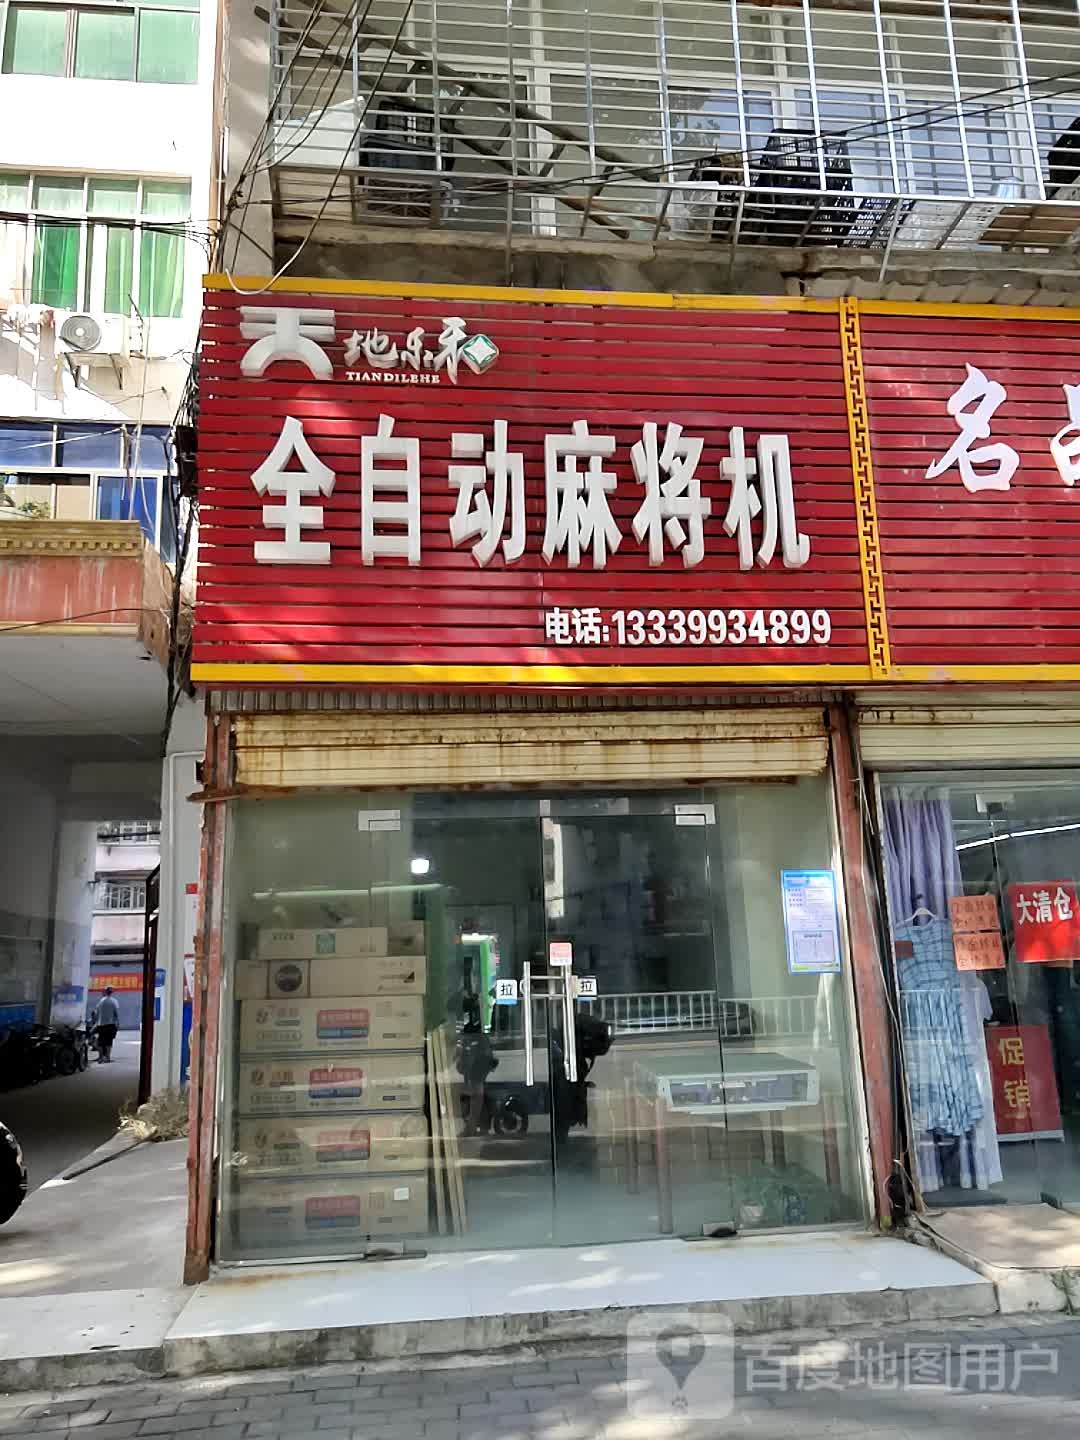 天地乐禾
TIANDILEHE
全自动麻将机
电话:13339934899
名
拉
拉
大清仓
促销
百度地图用户